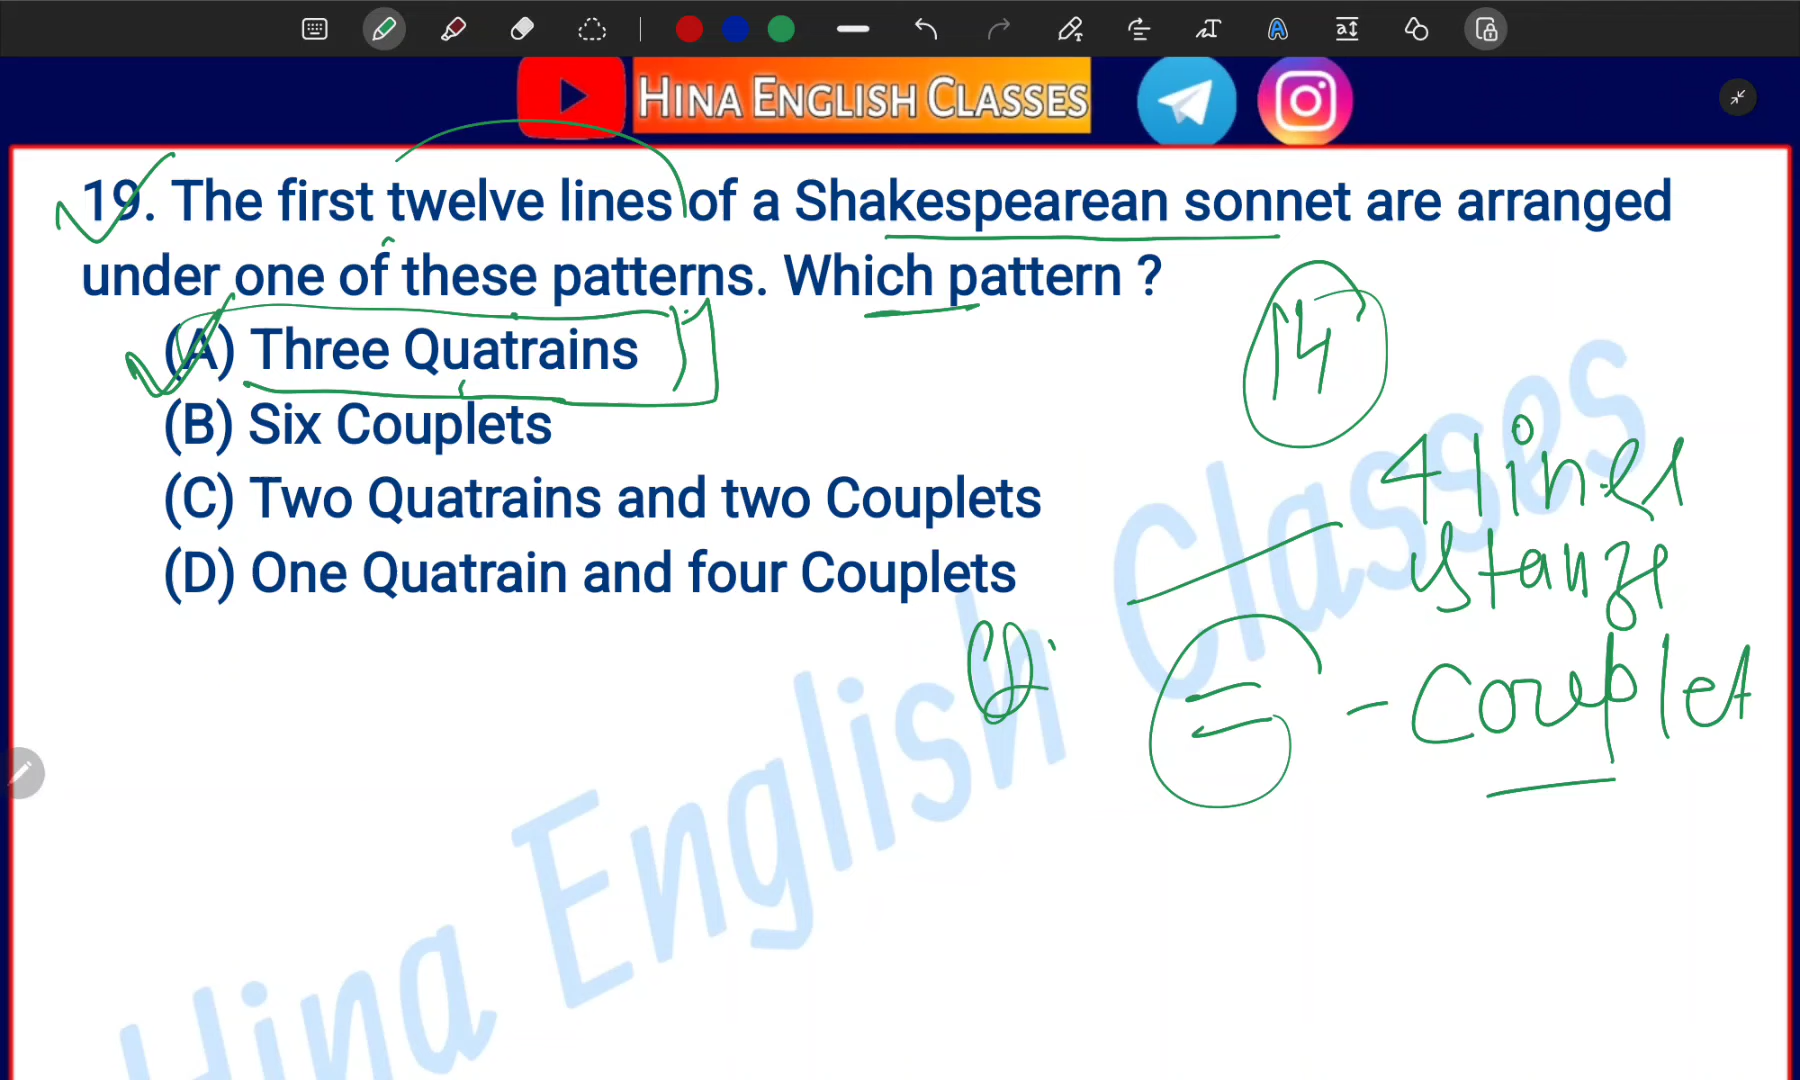 HINA ENGLISH CLASSES
19. The first twelve lines of a Shakespearean sonnet are arranged
under one of these patterns. Which pattern ?
(A) Three Quatrains
(B) Six Couplets
(C) Two Quatrains and two Couplets
(D) One Quatrain and four Couplets
14
4 lines
stanze
- couplet
Hina English Classes